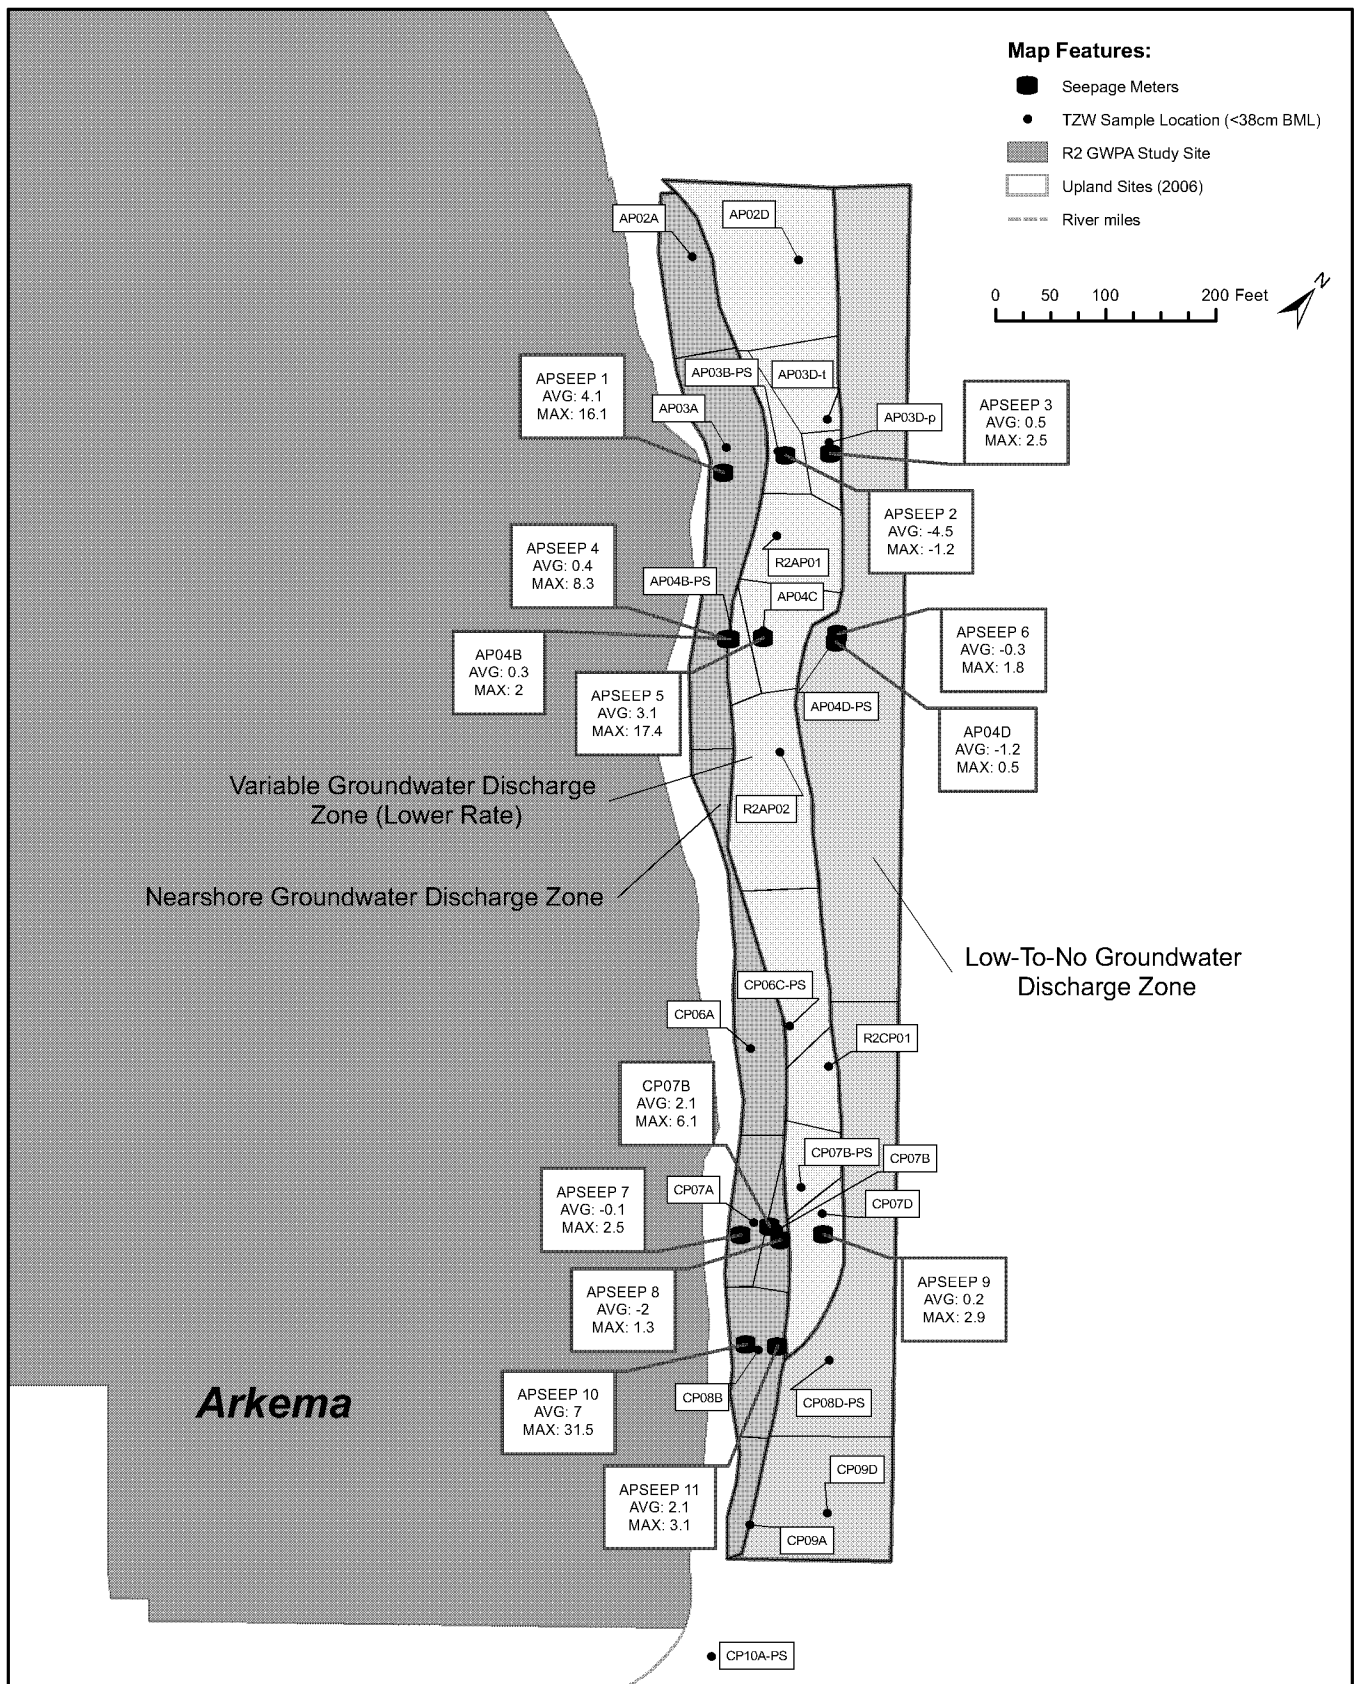 Map Features:
Seepage Meters
TZW Sample Location (<38cm BML)
R2 GWPA Study Site
Upland Sites (2006)
River miles
0 50 100 200 Feet
N
AP02A
AP02D
AP03B-PS
AP03D-t
APSEEP 1
AVG: 4.1
MAX: 16.1
AP03A
AP03D-p
APSEEP 3
AVG: 0.5
MAX: 2.5
APSEEP 2
AVG: -4.5
MAX: -1.2
APSEEP 4
AVG: 0.4
MAX: 8.3
R2AP01
AP04B-PS
AP04C
AP04B
AVG: 0.3
MAX: 2
APSEEP 6
AVG: -0.3
MAX: 1.8
APSEEP 5
AVG: 3.1
MAX: 17.4
AP04D-PS
AP04D
AVG: -1.2
MAX: 0.5
Variable Groundwater Discharge
Zone (Lower Rate)
R2AP02
Nearshore Groundwater Discharge Zone
Low-To-No Groundwater
Discharge Zone
CP06C-PS
CP06A
R2CP01
CP07B
AVG: 2.1
MAX: 6.1
CP07B-PS
CP07B
CP07A
CP07D
APSEEP 7
AVG: -0.1
MAX: 2.5
APSEEP 8
AVG: -2
MAX: 1.3
APSEEP 9
AVG: 0.2
MAX: 2.9
Arkema
APSEEP 10
AVG: 7
MAX: 31.5
CP08B
CP08D-PS
APSEEP 11
AVG: 2.1
MAX: 3.1
CP09D
CP09A
CP10A-PS